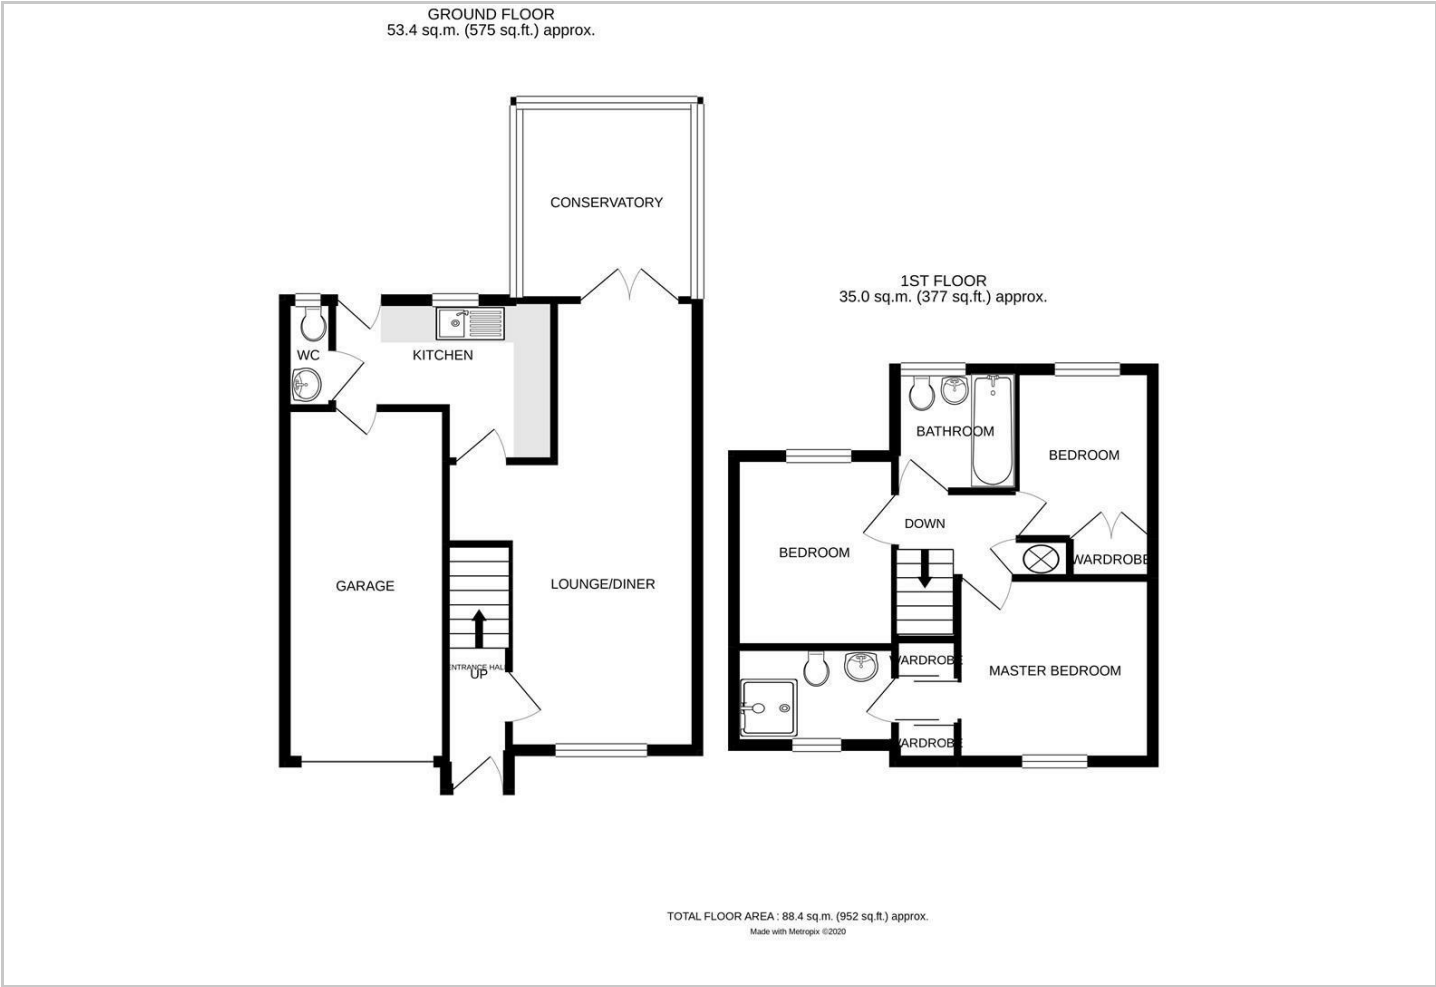 GROUND FLOOR
53.4 sq.m. (575 sq.ft.) approx.
CONSERVATORY
WC
KITCHEN
GARAGE
LOUNGE/DINER
ENTRANCE HALL
UP
1ST FLOOR
35.0 sq.m. (377 sq.ft.) approx.
BATHROOM
BEDROOM
DOWN
BEDROOM
WARDROBE
WARDROBE
MASTER BEDROOM
WARDROBE
TOTAL FLOOR AREA : 88.4 sq.m. (952 sq.ft.) approx.
Made with Metropix ©2020